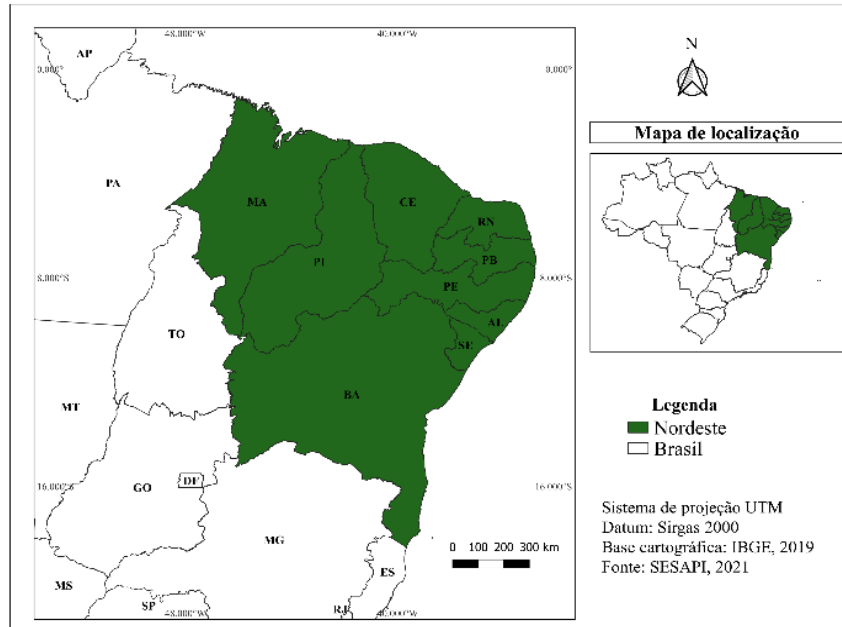 48.000°W
40.000°W
AP
0.000°
0.000°
PA
MA
CE
RN
PI
PB
8.000°S
8.000°S
PE
AL
TO
SE
BA
MT
DF
GO
16.000°S
16.000°S
MG
0 100 200 300 km
ES
MS
SP
RJ
48.000°W
40.000°W
N
Mapa de localização
Legenda
Nordeste
Brasil
Sistema de projeção UTM
Datum: Sirgas 2000
Base cartográfica: IBGE, 2019
Fonte: SESAPI, 2021